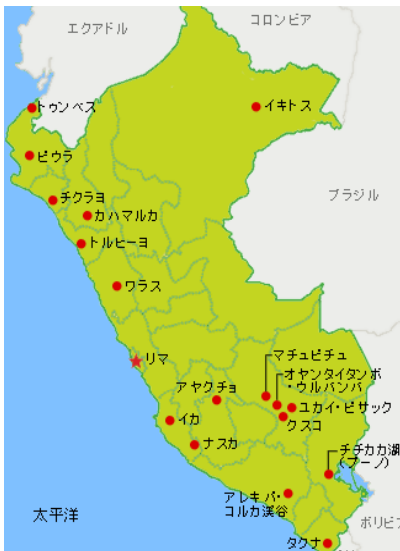 エクアドル
コロンビア
トゥンベス
イキトス
ピウラ
チクラヨ
カハマルカ
ブラジル
トルヒーヨ
ワラス
リマ
マチュピチュ
オヤンタイタンボ
・ウルバンバ
アヤクチョ
ユカイ・ピサック
イカ
クスコ
ナスカ
チチカカ湖
(プーノ)
アレキパ・
コルカ渓谷
太平洋
ボリビア
タクナ